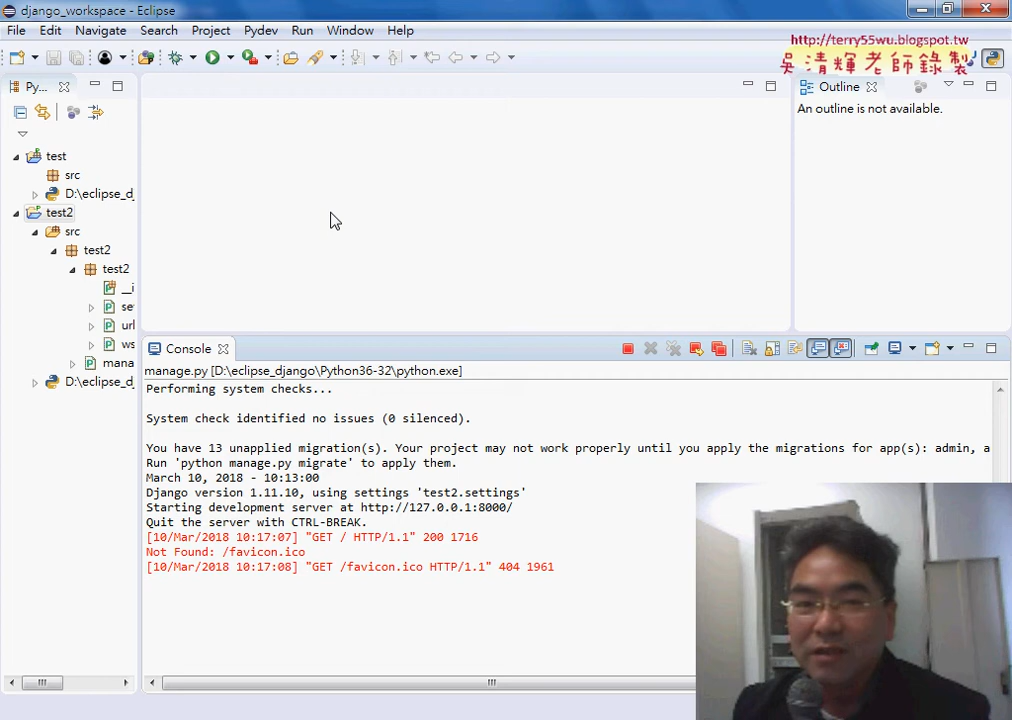 django_workspace - Eclipse
File Edit Navigate Search Project Pydev Run Window Help
http://terry55wu.blogspot.tw
吳清輝老師錄製
Py...
test
src
D:\eclipse_d
test2
src
test2
test2
__i
se
url
ws
mana
D:\eclipse_d
Outline
An outline is not available.
Console
manage.py [D:\eclipse_django\Python36-32\python.exe]
Performing system checks...
System check identified no issues (0 silenced).
You have 13 unapplied migration(s). Your project may not work properly until you apply the migrations for app(s): admin, a
Run 'python manage.py migrate' to apply them.
March 10, 2018 - 10:13:00
Django version 1.11.10, using settings 'test2.settings'
Starting development server at http://127.0.0.1:8000/
Quit the server with CTRL-BREAK.
[10/Mar/2018 10:17:07] "GET / HTTP/1.1" 200 1716
Not Found: /favicon.ico
[10/Mar/2018 10:17:08] "GET /favicon.ico HTTP/1.1" 404 1961